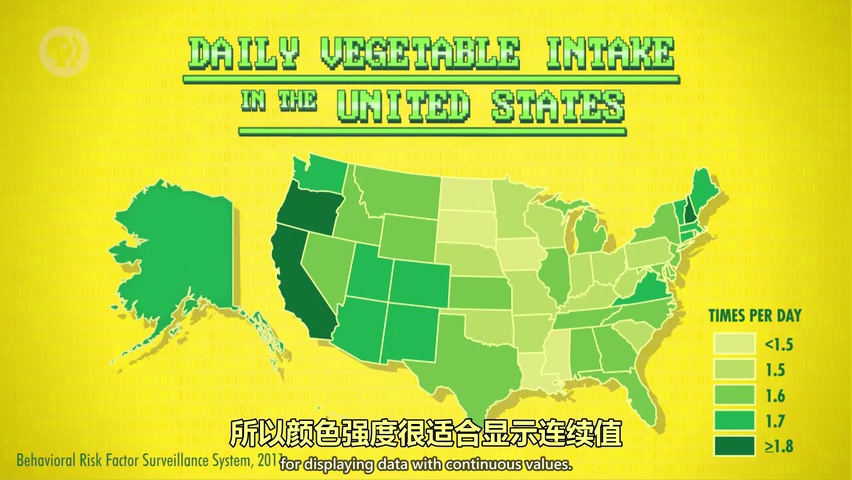 DAILY VEGETABLE INTAKE
IN THE UNITED STATES
TIMES PER DAY
<1.5
1.5
1.6
1.7
≥1.8
所以颜色强度很适合显示连续值
Behavioral Risk Factor Surveillance System,
for displaying data with continuous values.